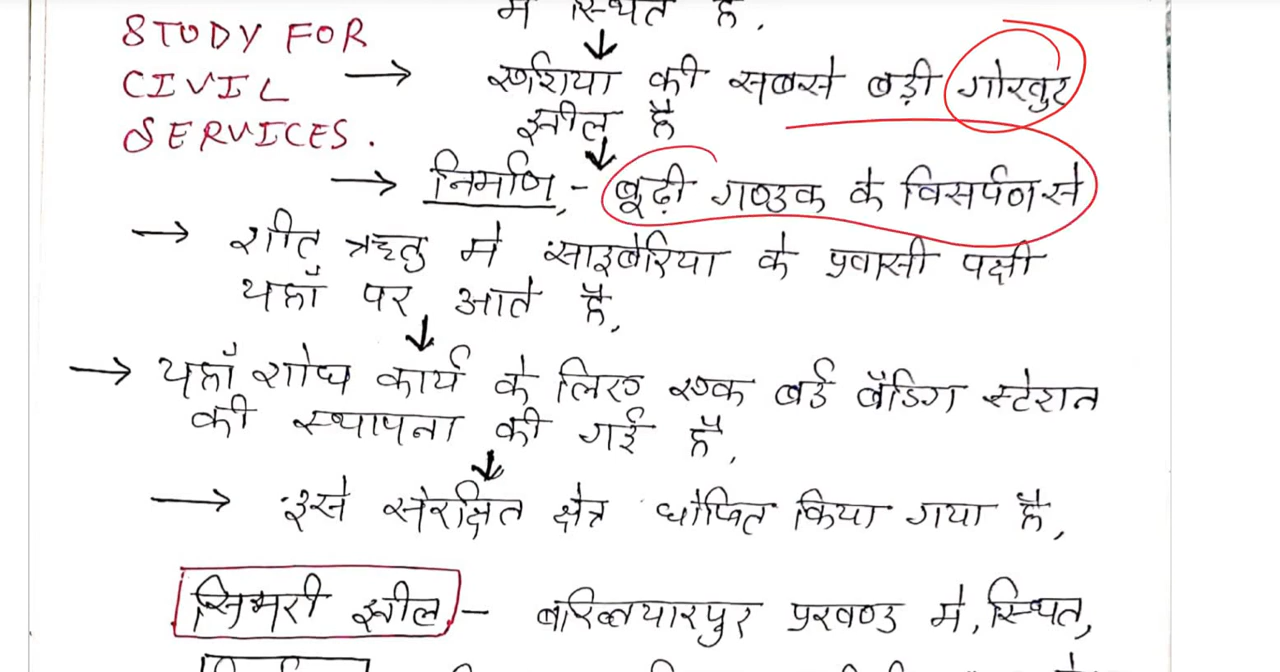 में स्थित है,
STUDY FOR
CIVIL
SERVICES.
→ एशिया की सबसे बड़ी गोखुर
झील है
→ निर्माण,- बूढ़ी गण्डक के विसर्पण से
→ शीत ऋतु में साइबेरिया के प्रवासी पक्षी
यहाँ पर आते है,
→ यहाँ शोध कार्य के लिए एक बर्ड बैंडिंग स्टेशन
की स्थापना की गई है,
→ इसे संरक्षित क्षेत्र घोषित किया गया है,
सिमरी झील - बख्तियारपुर प्रखण्ड में, स्थित,